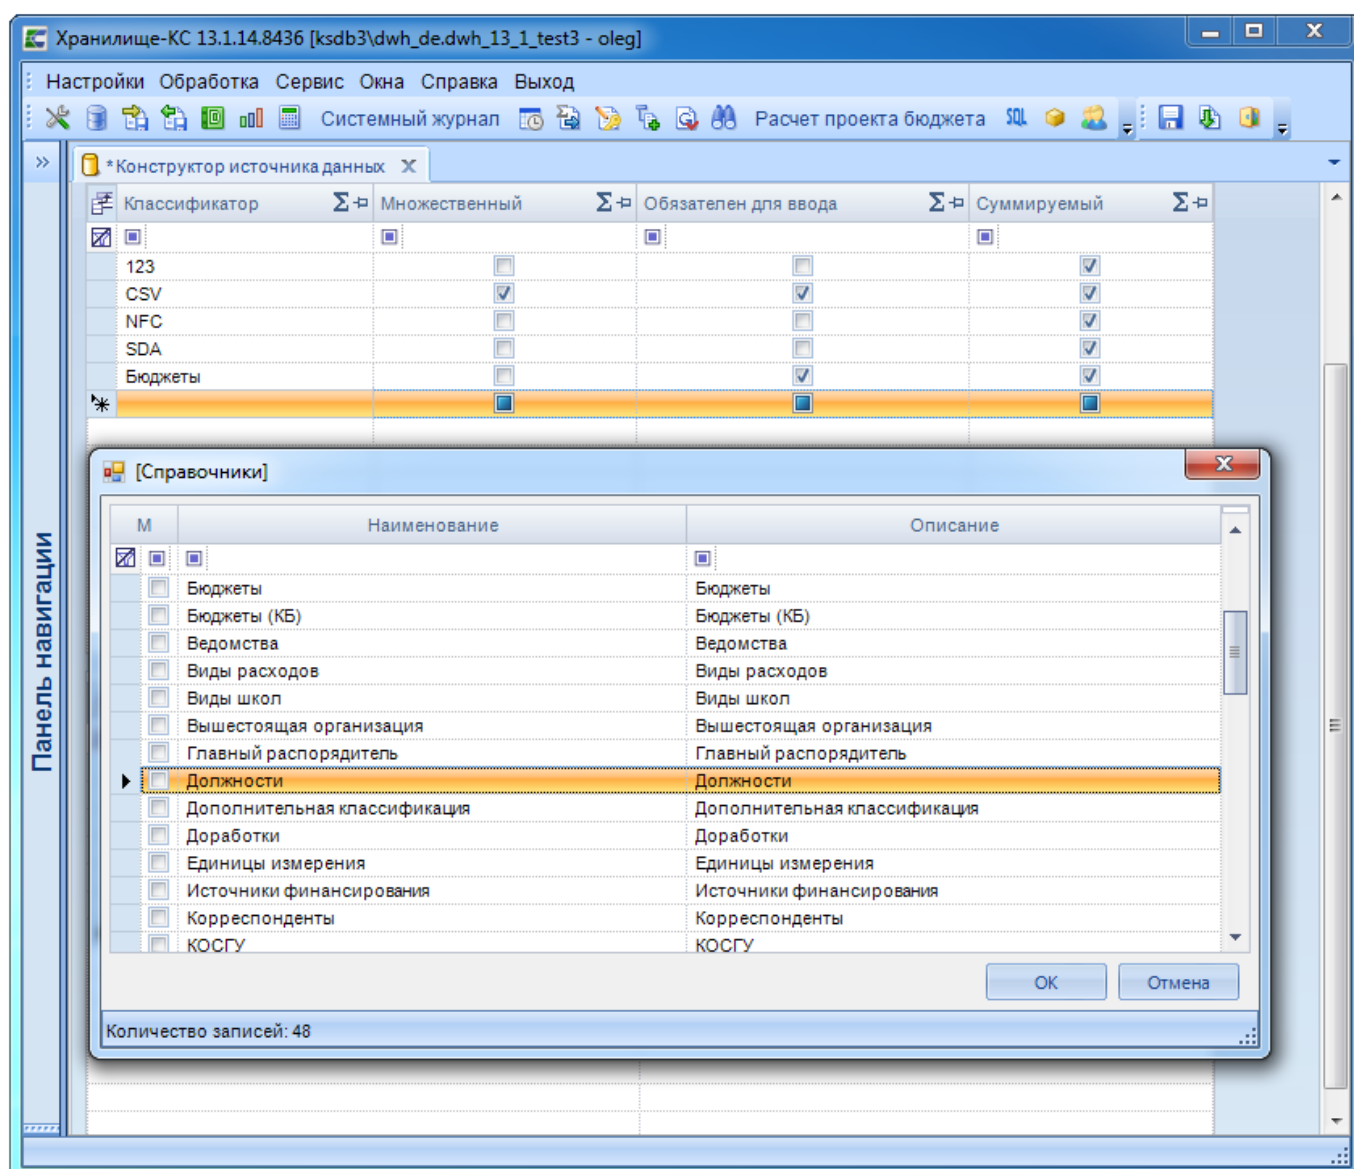 Хранилище-КС 13.1.14.8436 [ksdb3\dwh_de.dwh_13_1_test3 - oleg]
Настройки Обработка Сервис Окна Справка Выход
Системный журнал Расчет проекта бюджета SQL
*Конструктор источника данных
Классификатор Множественный Обязателен для ввода Суммируемый
123
CSV
NFC
SDA
Бюджеты
Панель навигации
[Справочники]
М Наименование Описание
Бюджеты Бюджеты
Бюджеты (КБ) Бюджеты (КБ)
Ведомства Ведомства
Виды расходов Виды расходов
Виды школ Виды школ
Вышестоящая организация Вышестоящая организация
Главный распорядитель Главный распорядитель
Должности Должности
Дополнительная классификация Дополнительная классификация
Доработки Доработки
Единицы измерения Единицы измерения
Источники финансирования Источники финансирования
Корреспонденты Корреспонденты
КОСГУ КОСГУ
ОК Отмена
Количество записей: 48